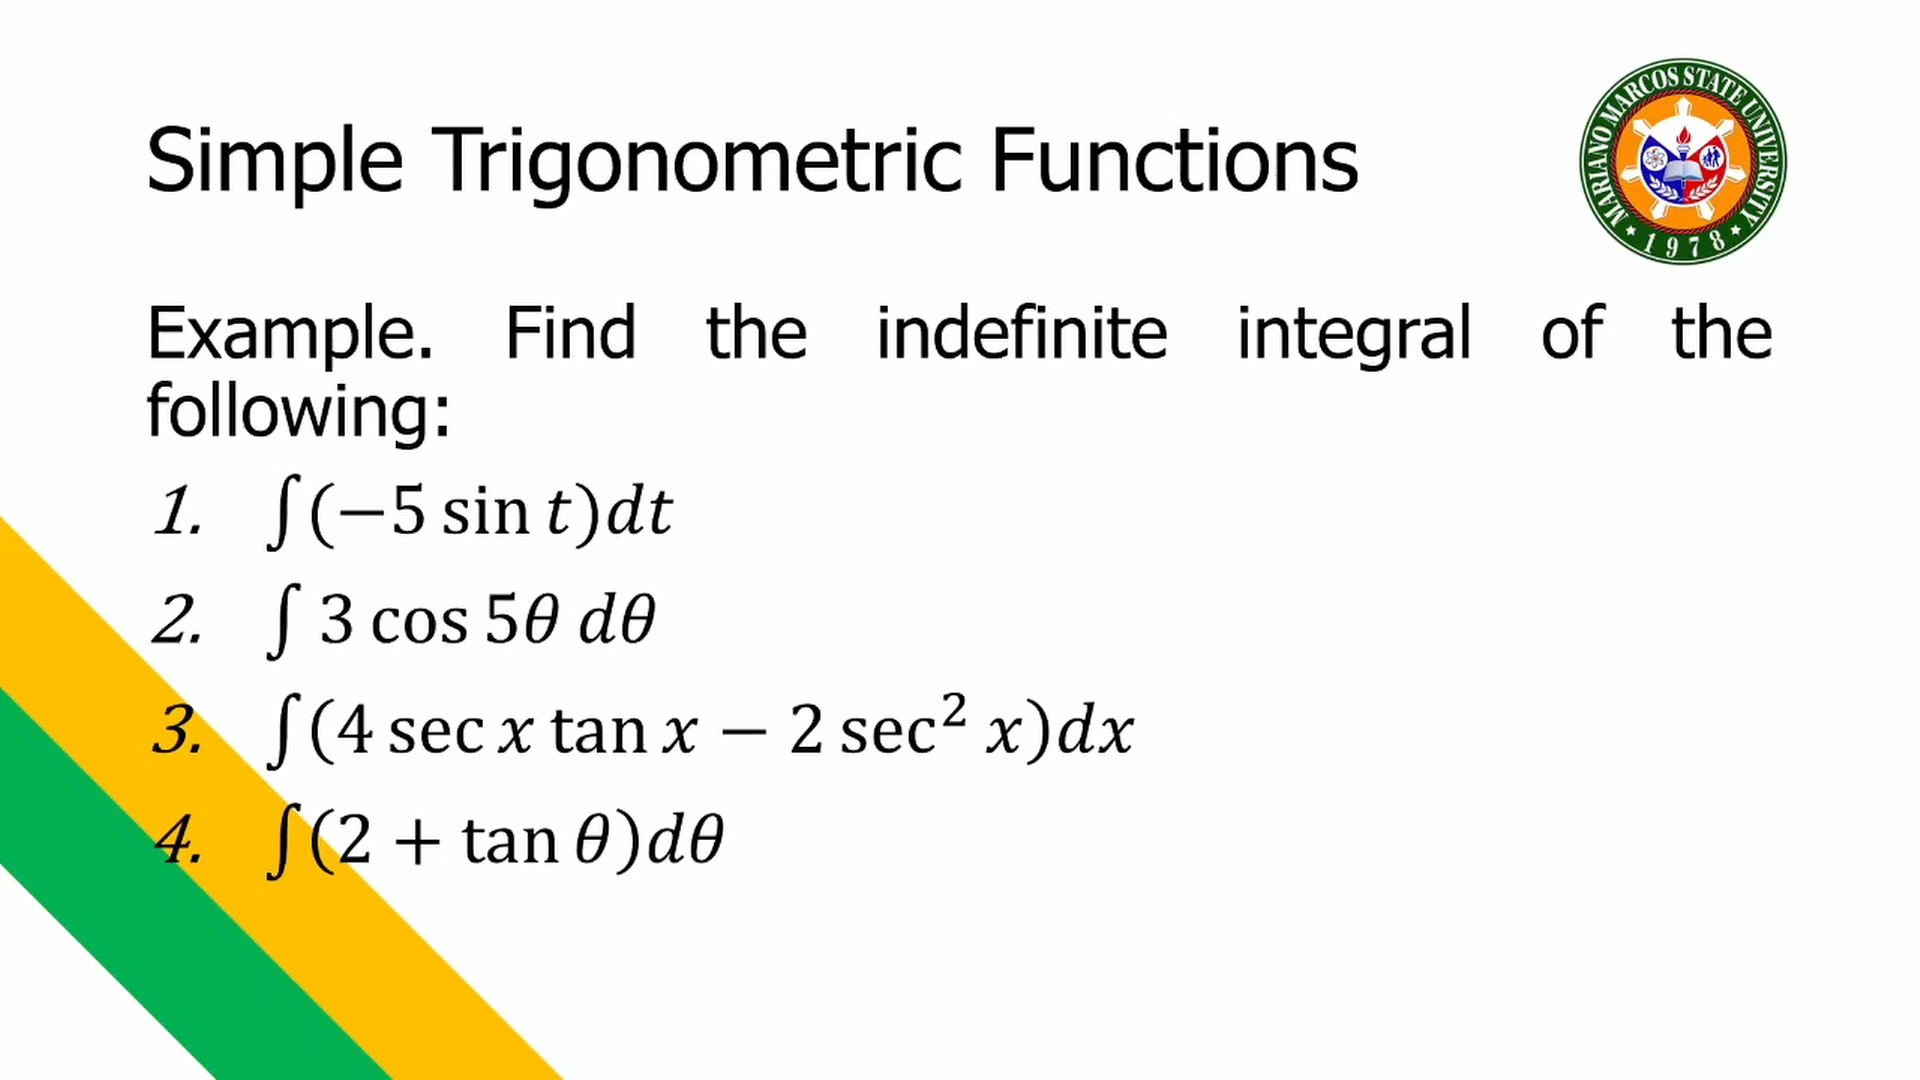 Simple Trigonometric Functions
MARIANO MARCOS STATE UNIVERSITY
1978
Example. Find the indefinite integral of the
following:
1. ∫(−5 sin t)dt
2. ∫ 3 cos 5θ dθ
3. ∫(4 sec x tan x − 2 sec² x)dx
4. ∫(2 + tan θ)dθ